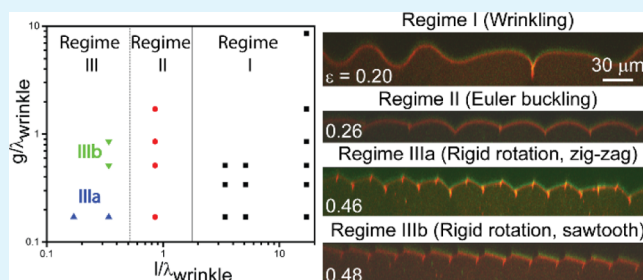 10
1
0.1
g/λwrinkle
Regime III
Regime II
Regime I
IIIb
IIIa
0.1
1
10
l/λwrinkle
Regime I (Wrinkling)
ε = 0.20
30 μm
Regime II (Euler buckling)
0.26
Regime IIIa (Rigid rotation, zig-zag)
0.46
Regime IIIb (Rigid rotation, sawtooth)
0.48